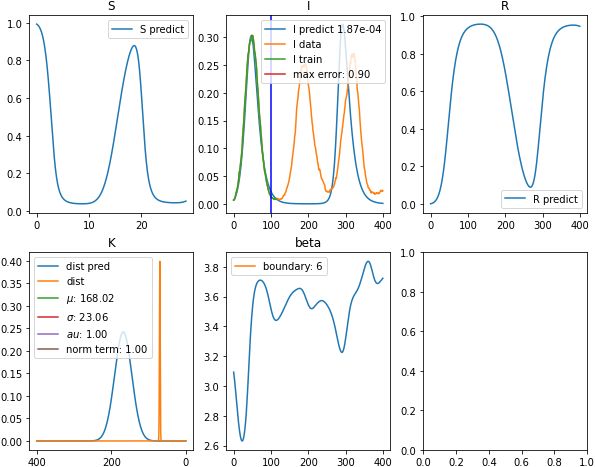 S
I
R
S predict
I predict 1.87e-04
I data
I train
max error: 0.90
R predict
1.0
0.8
0.6
0.4
0.2
0.0
0 10 20
0.30
0.25
0.20
0.15
0.10
0.05
0.00
0 100 200 300 400
1.0
0.8
0.6
0.4
0.2
0.0
0 100 200 300 400
K
beta
dist pred
dist
μ: 168.02
σ: 23.06
au: 1.00
norm term: 1.00
boundary: 6
0.40
0.35
0.30
0.25
0.20
0.15
0.10
0.05
0.00
400 200 0
3.8
3.6
3.4
3.2
3.0
2.8
2.6
0 100 200 300 400
1.0
0.8
0.6
0.4
0.2
0.0
0.0 0.2 0.4 0.6 0.8 1.0